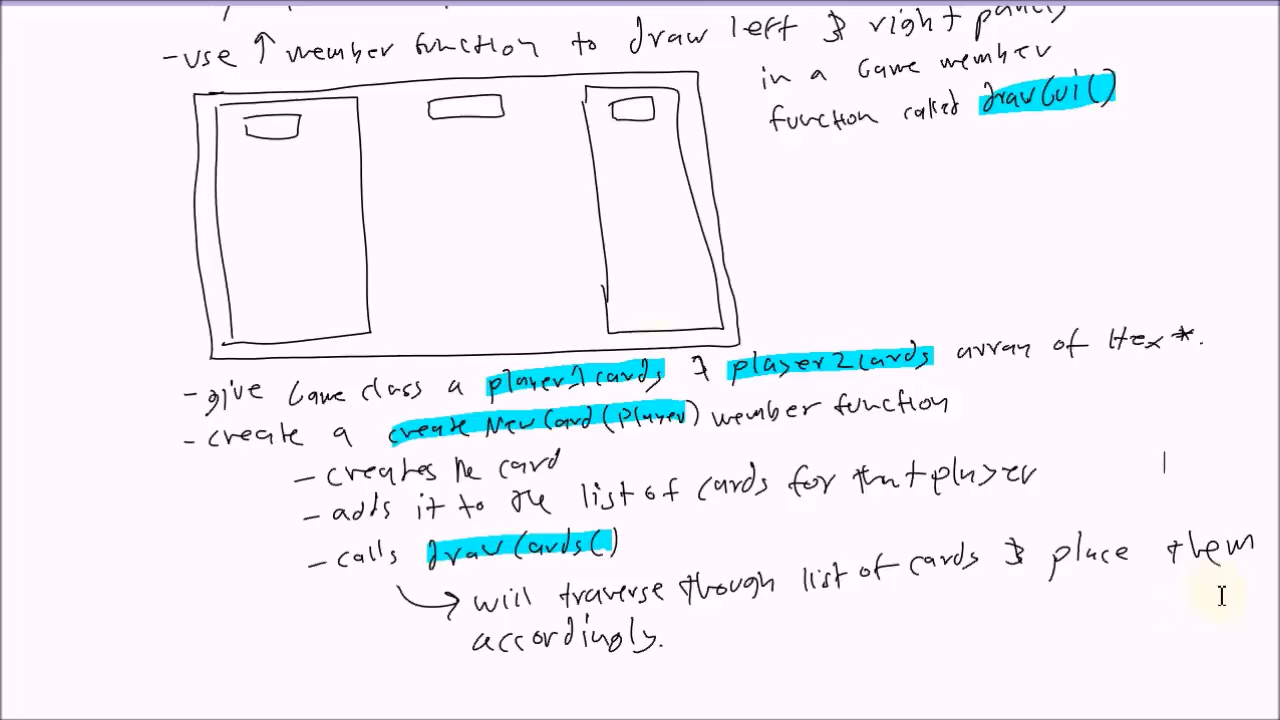 - use ↑ member function to draw left & right panels
in a Game member
function called drawGUI()
- give Game class a player1cards & player2cards array of Hex*.
- create a createNewCard(player) member function
- creates the card
- adds it to the list of cards for that player
- calls drawCards()
→ will traverse though list of cards & place them
accordingly.